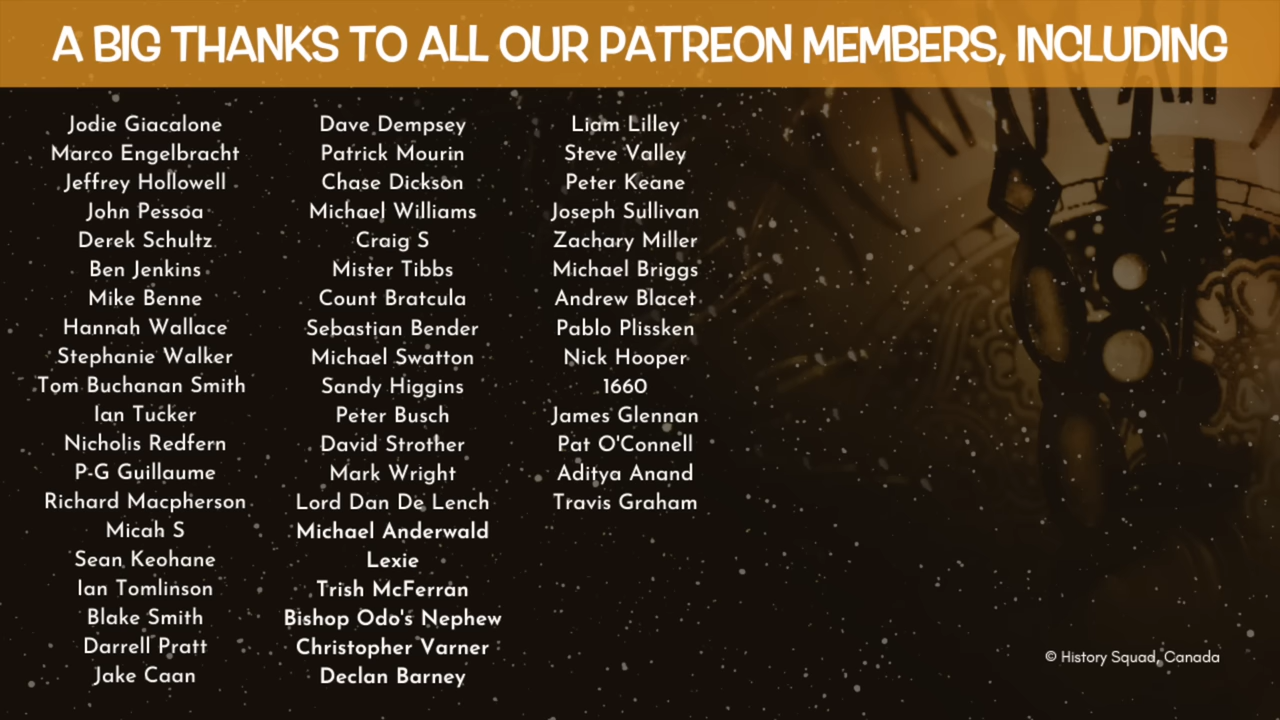 A BIG THANKS TO ALL OUR PATREON MEMBERS, INCLUDING
Jodie Giacalone
Marco Engelbracht
Jeffrey Hollowell
John Pessoa
Derek Schultz
Ben Jenkins
Mike Benne
Hannah Wallace
Stephanie Walker
Tom Buchanan Smith
Ian Tucker
Nicholis Redfern
P-G Guillaume
Richard Macpherson
Micah S
Sean Keohane
Ian Tomlinson
Blake Smith
Darrell Pratt
Jake Caan
Dave Dempsey
Patrick Mourin
Chase Dickson
Michael Williams
Craig S
Mister Tibbs
Count Bratcula
Sebastian Bender
Michael Swatton
Sandy Higgins
Peter Busch
David Strother
Mark Wright
Lord Dan De Lench
Michael Anderwald
Lexie
Trish McFerran
Bishop Odo's Nephew
Christopher Varner
Declan Barney
Liam Lilley
Steve Valley
Peter Keane
Joseph Sullivan
Zachary Miller
Michael Briggs
Andrew Blacet
Pablo Plissken
Nick Hooper
1660
James Glennan
Pat O'Connell
Aditya Anand
Travis Graham
© History Squad, Canada